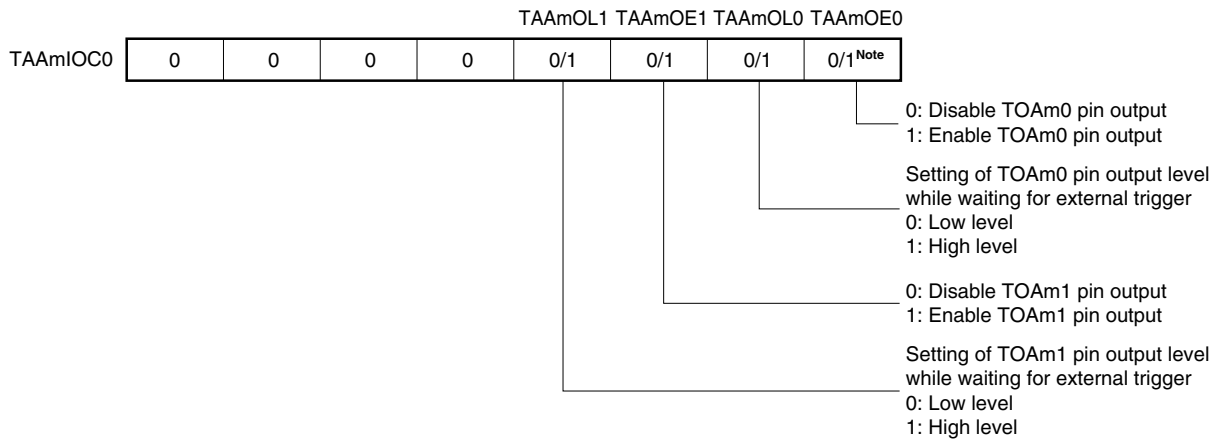 TAAmOL1 TAAmOE1 TAAmOL0 TAAmOE0
TAAmIOC0 0 0 0 0 0/1 0/1 0/1 0/1Note
0: Disable TOAm0 pin output
1: Enable TOAm0 pin output
Setting of TOAm0 pin output level
while waiting for external trigger
0: Low level
1: High level
0: Disable TOAm1 pin output
1: Enable TOAm1 pin output
Setting of TOAm1 pin output level
while waiting for external trigger
0: Low level
1: High level